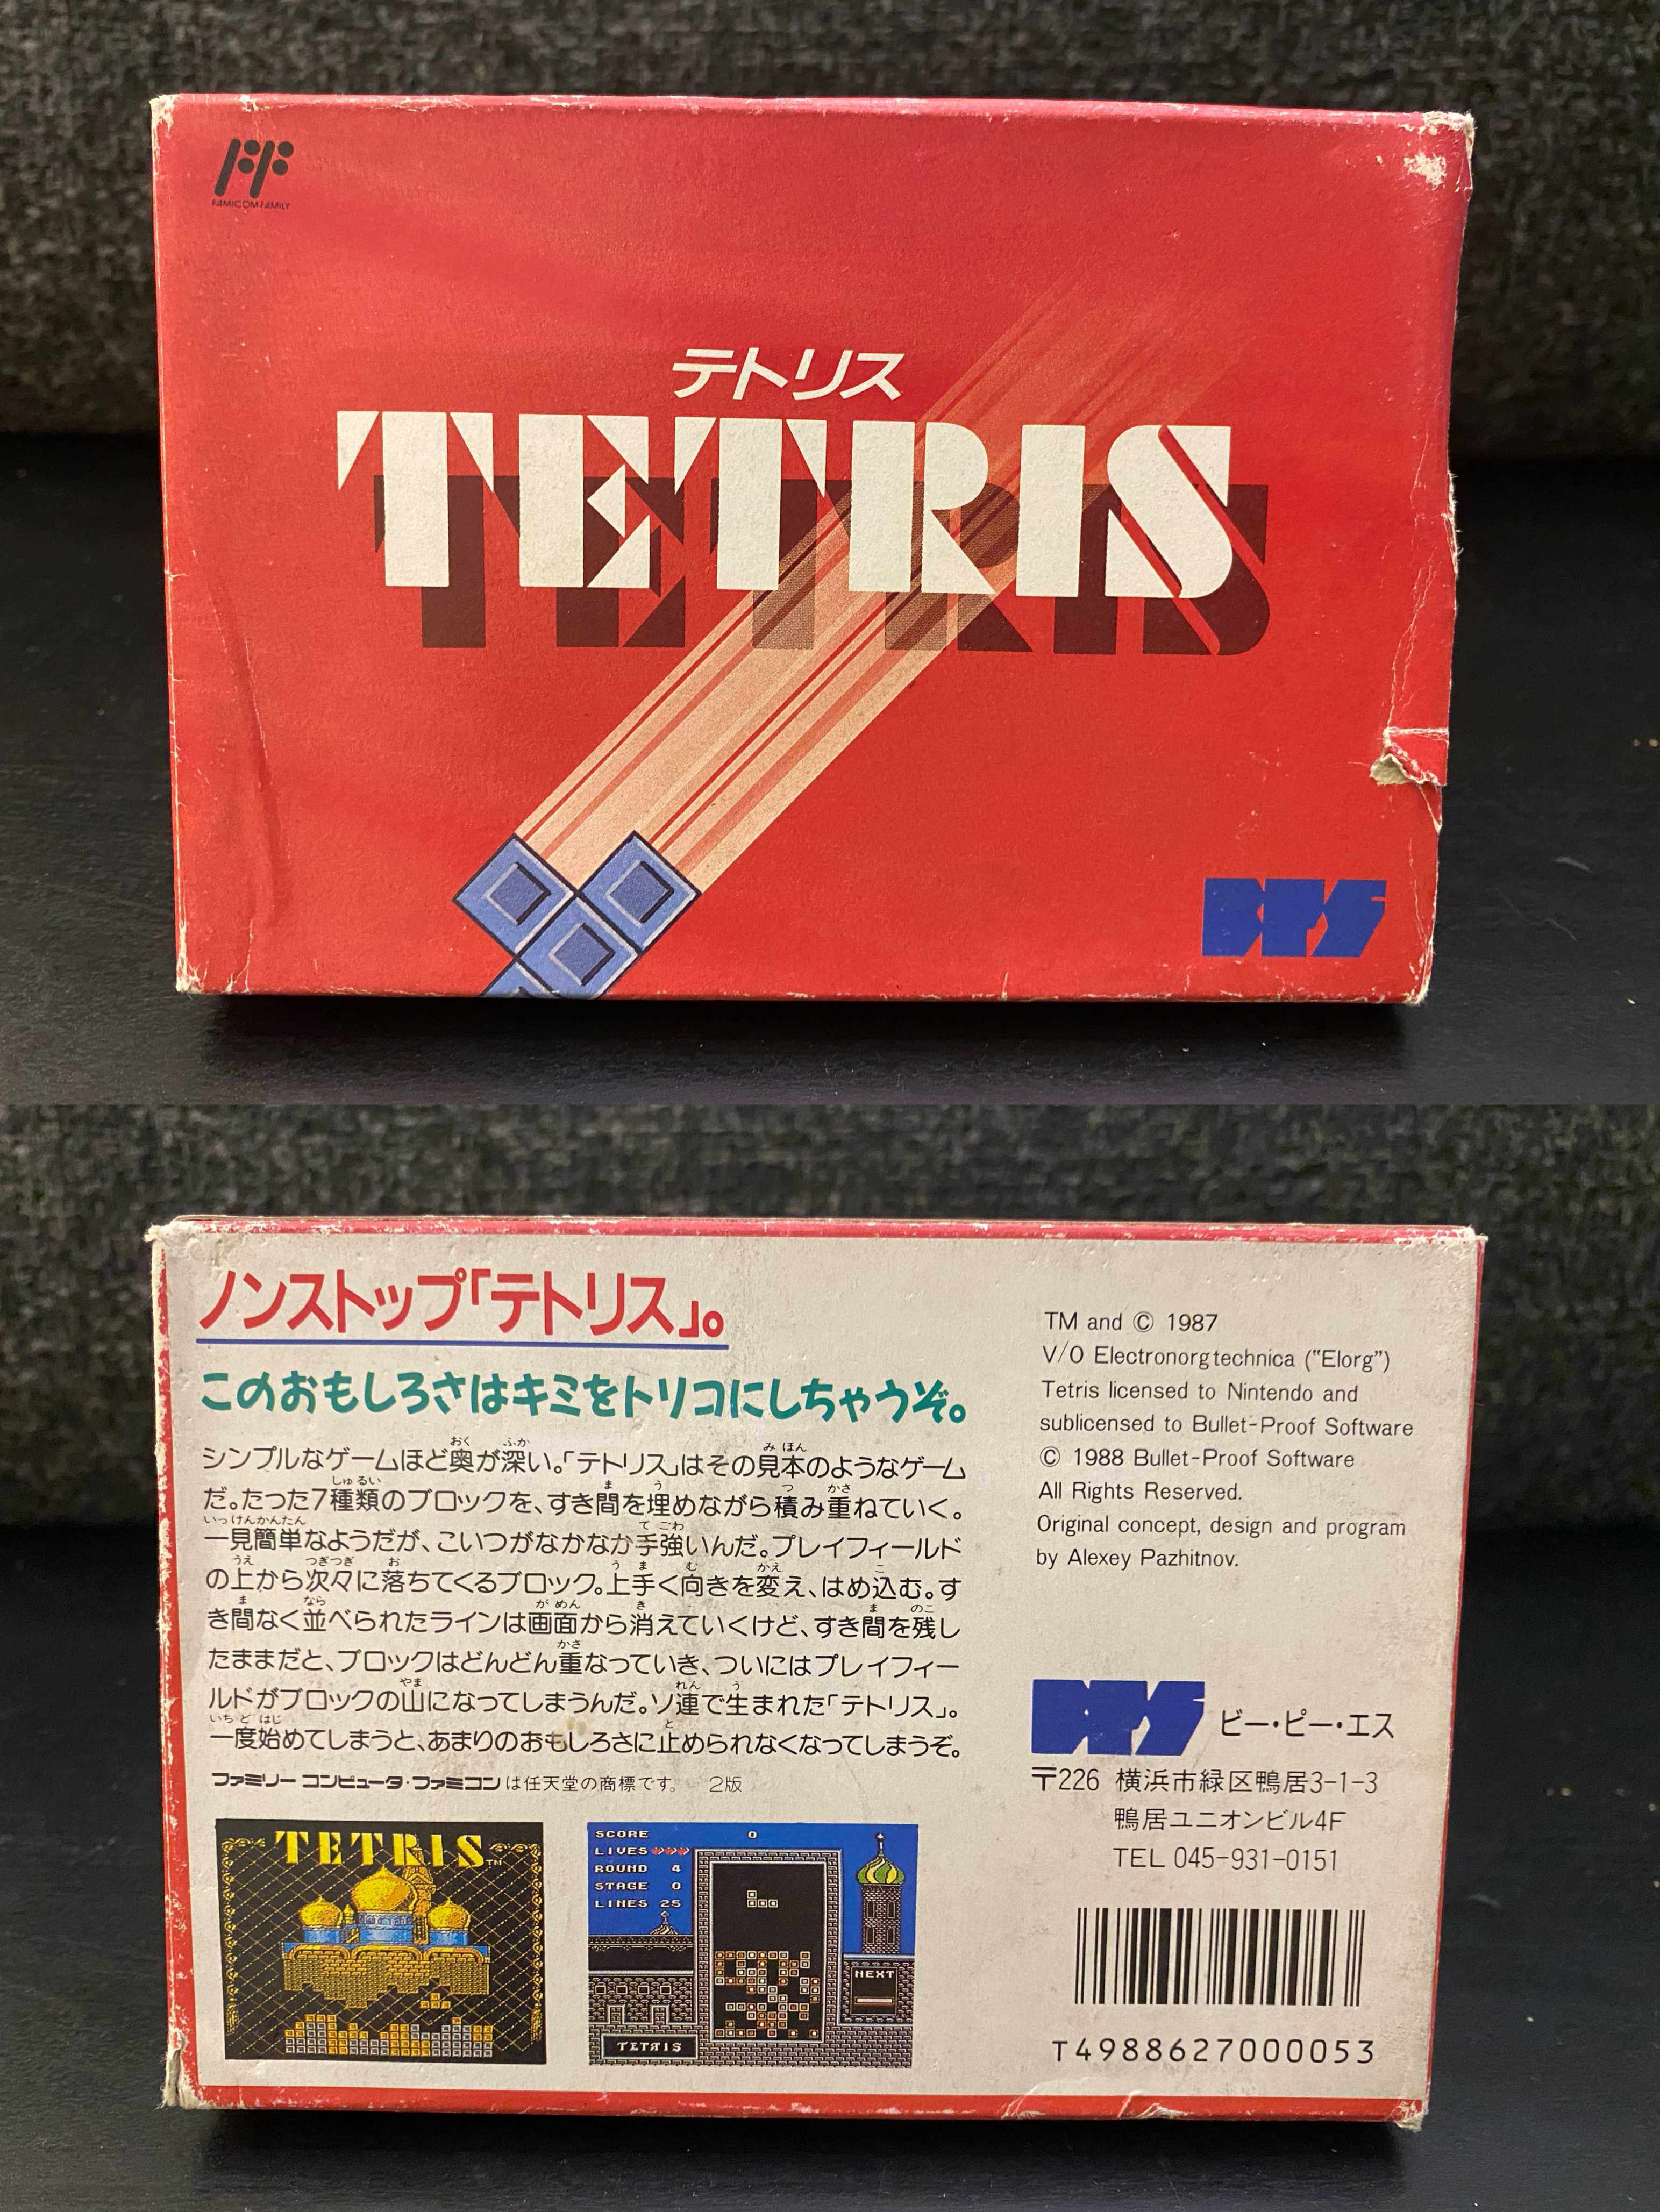 FAMICOM FAMILY
テトリス
TETRIS
BPS
ノンストップ「テトリス」。
このおもしろさはキミをトリコにしちゃうぞ。
シンプルなゲームほど奥が深い。「テトリス」はその見本のようなゲーム
だ。たった7種類のブロックを、すき間を埋めながら積み重ねていく。
一見簡単なようだが、こいつがなかなか手強いんだ。プレイフィールド
の上から次々に落ちてくるブロック。上手く向きを変え、はめ込む。す
き間なく並べられたラインは画面から消えていくけど、すき間を残し
たままだと、ブロックはどんどん重なっていき、ついにはプレイフィー
ルドがブロックの山になってしまうんだ。ソ連で生まれた「テトリス」。
一度始めてしまうと、あまりのおもしろさに止められなくなってしまうぞ。
ファミリーコンピュータ・ファミコンは任天堂の商標です。 2版
TETRIS™
SCORE 0
LIVES
ROUND 4
STAGE 0
LINES 25
NEXT
TETRIS
TM and © 1987
V/O Electronorgtechnica ("Elorg")
Tetris licensed to Nintendo and
sublicensed to Bullet-Proof Software
© 1988 Bullet-Proof Software
All Rights Reserved.
Original concept, design and program
by Alexey Pazhitnov.
BPS ビー・ピー・エス
〒226 横浜市緑区鴨居3-1-3
鴨居ユニオンビル4F
TEL 045-931-0151
T4988627000053